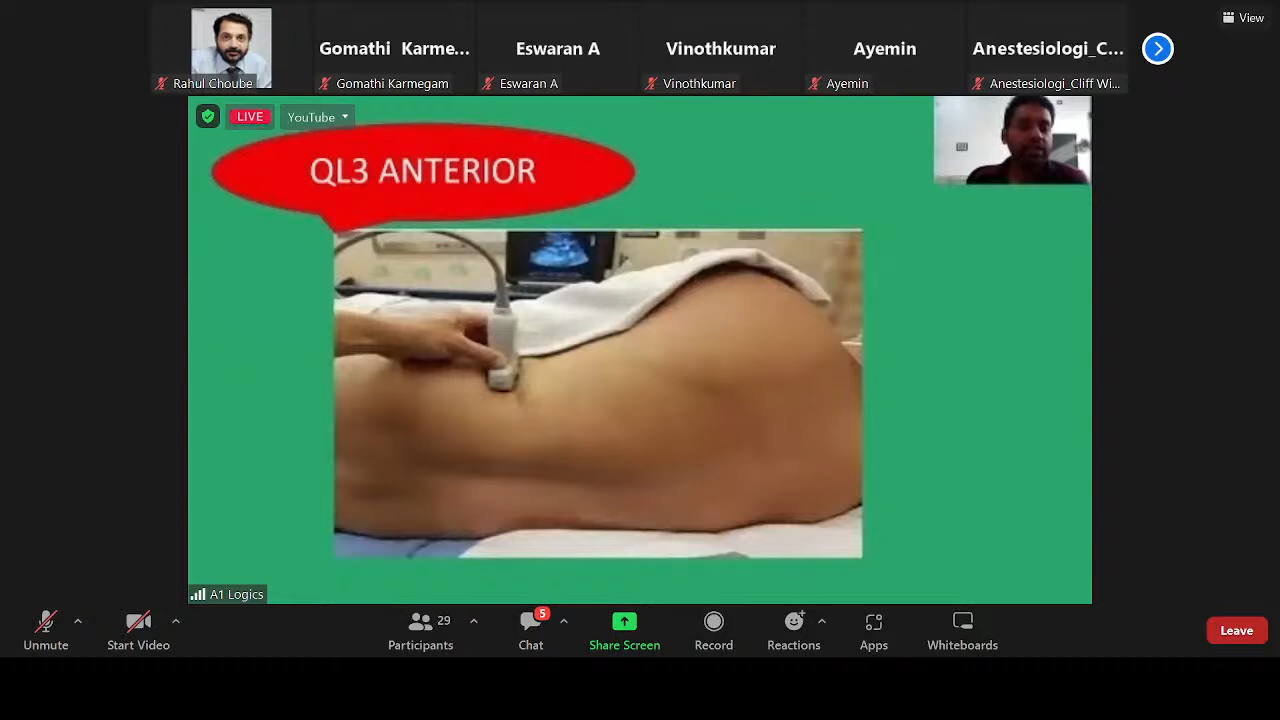 View
Gomathi Karme...
Eswaran A
Vinothkumar
Ayemin
Anestesiologi_C...
Rahul Choube
Gomathi Karmegam
Eswaran A
Vinothkumar
Ayemin
Anestesiologi_Cliff Wi...
LIVE
YouTube
QL3 ANTERIOR
A1 Logics
29
5
Unmute
Start Video
Participants
Chat
Share Screen
Record
Reactions
Apps
Whiteboards
Leave